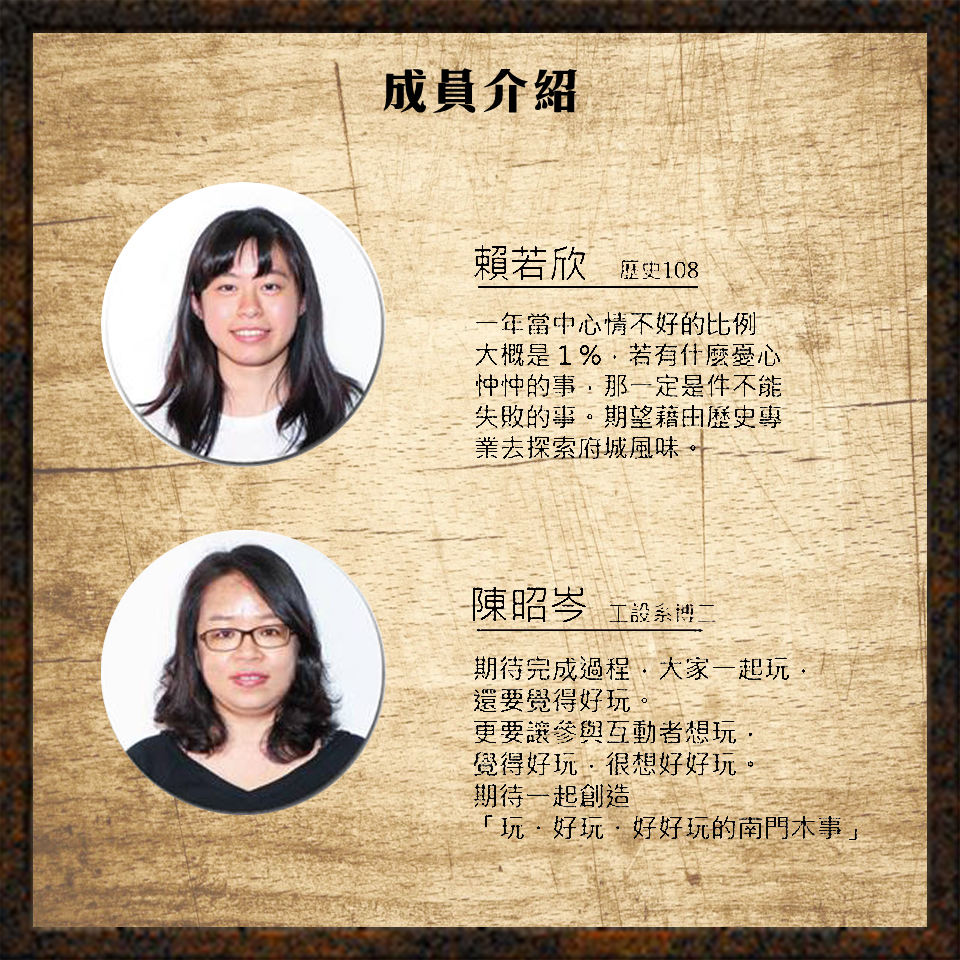 成員介紹
賴若欣 歷史108
一年當中心情不好的比例
大概是1%，若有什麼憂心
忡忡的事，那一定是件不能
失敗的事。期望藉由歷史專
業去探索府城風味。
陳昭岑 工設系博二
期待完成過程，大家一起玩，
還要覺得好玩。
更要讓參與互動者想玩，
覺得好玩，很想好好玩。
期待一起創造
「玩．好玩．好好玩的南門木事」